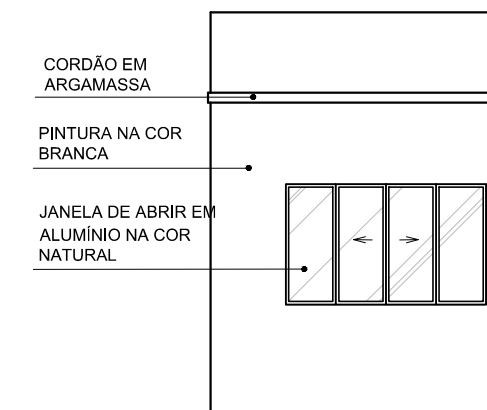 CORDÃO EM
ARGAMASSA
PINTURA NA COR
BRANCA
JANELA DE ABRIR EM
ALUMÍNIO NA COR
NATURAL